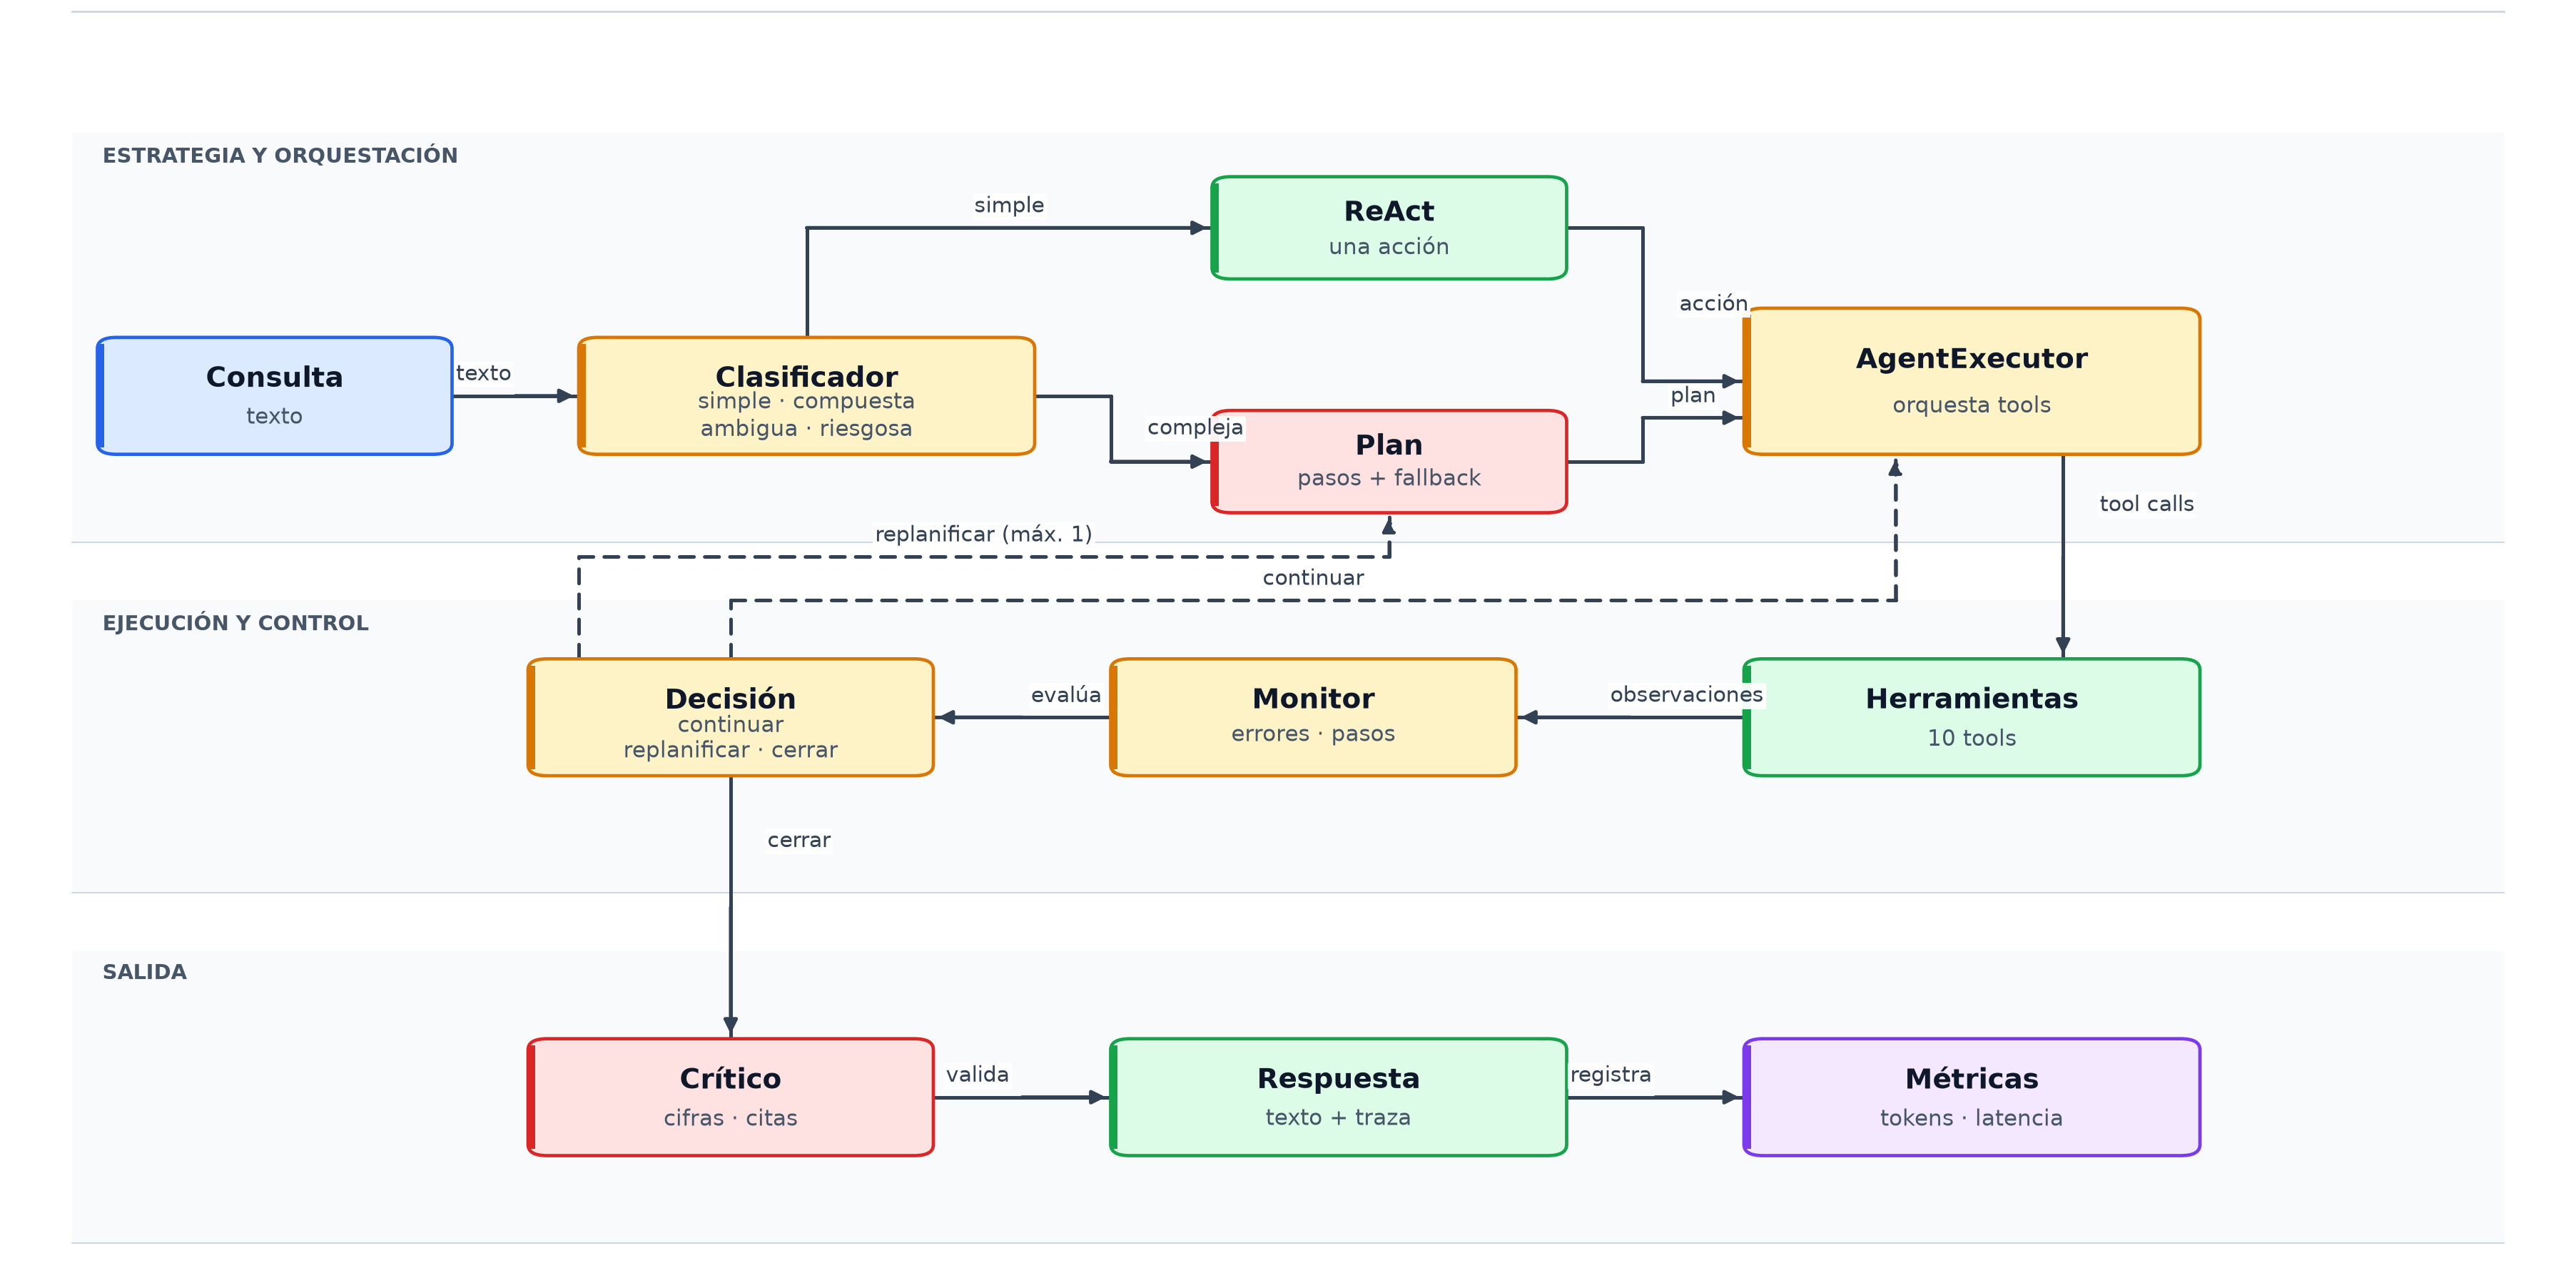 ESTRATEGIA Y ORQUESTACIÓN
simple
ReAct
una acción
acción
Consulta
texto
texto
Clasificador
simple · compuesta
ambigua · riesgosa
compleja
Plan
pasos + fallback
plan
AgentExecutor
orquesta tools
tool calls
replanificar (máx. 1)
continuar
EJECUCIÓN Y CONTROL
Decisión
continuar
replanificar · cerrar
evalúa
Monitor
errores · pasos
observaciones
Herramientas
10 tools
cerrar
SALIDA
Crítico
cifras · citas
valida
Respuesta
texto + traza
registra
Métricas
tokens · latencia